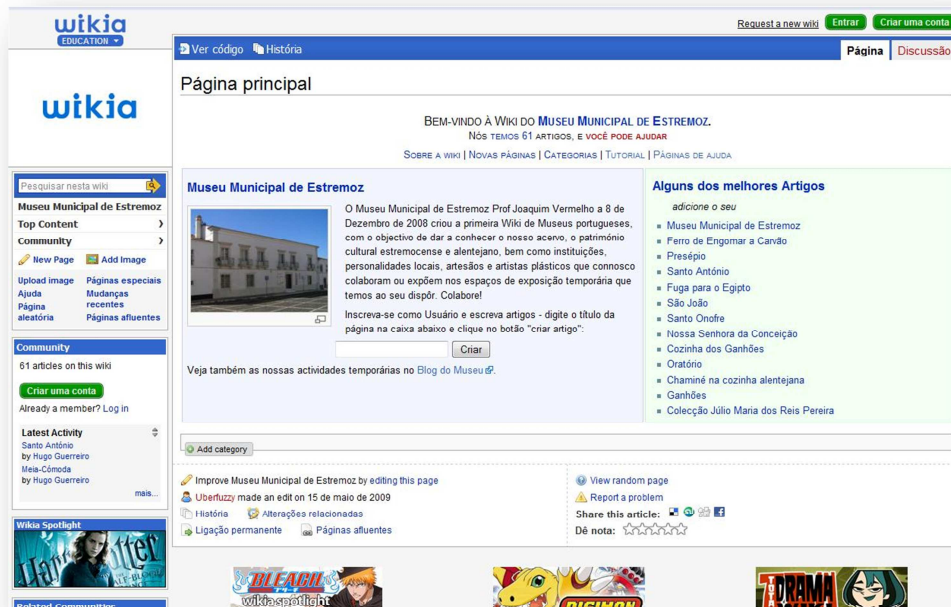 wikia
EDUCATION
Request a new wiki Entrar Criar uma conta
Ver código História
Página Discussão
wikia
Página principal
BEM-VINDO À WIKI DO MUSEU MUNICIPAL DE ESTREMOZ.
NÓS TEMOS 61 ARTIGOS, E VOCÊ PODE AJUDAR
SOBRE A WIKI | NOVAS PÁGINAS | CATEGORIAS | TUTORIAL | PÁGINAS DE AJUDA
Pesquisar nesta wiki
Museu Municipal de Estremoz
Top Content
Community
New Page Add Image
Upload image Páginas especiais
Ajuda Mudanças
Página recentes
aleatória Páginas afluentes
Community
61 articles on this wiki
Criar uma conta
Already a member? Log in
Latest Activity
Santo António
by Hugo Guerreiro
Meia-Cómoda
by Hugo Guerreiro
mais...
Wikia Spotlight
Harry Potter
Related Communities
Museu Municipal de Estremoz
O Museu Municipal de Estremoz Prof Joaquim Vermelho a 8 de
Dezembro de 2008 criou a primeira Wiki de Museus portugueses,
com o objectivo de dar a conhecer o nosso acervo, o património
cultural estremocense e alentejano, bem como instituições,
personalidades locais, artesãos e artistas plásticos que connosco
colaboram ou expõem nos espaços de exposição temporária que
temos ao seu dispôr. Colabore!
Inscreva-se como Usuário e escreva artigos - digite o título da
página na caixa abaixo e clique no botão "criar artigo":
Criar
Veja também as nossas actividades temporárias no Blog do Museu.
Alguns dos melhores Artigos
adicione o seu
Museu Municipal de Estremoz
Ferro de Engomar a Carvão
Presépio
Santo António
Fuga para o Egipto
São João
Santo Onofre
Nossa Senhora da Conceição
Cozinha dos Ganhões
Oratório
Chaminé na cozinha alentejana
Ganhões
Colecção Júlio Maria dos Reis Pereira
Add category
Improve Museu Municipal de Estremoz by editing this page
Uberfuzzy made an edit on 15 de maio de 2009
História Alterações relacionadas
Ligação permanente Páginas afluentes
View random page
Report a problem
Share this article:
Dê nota:
BLEACH
wikiaspotlight
DIGIMON
DRAMA